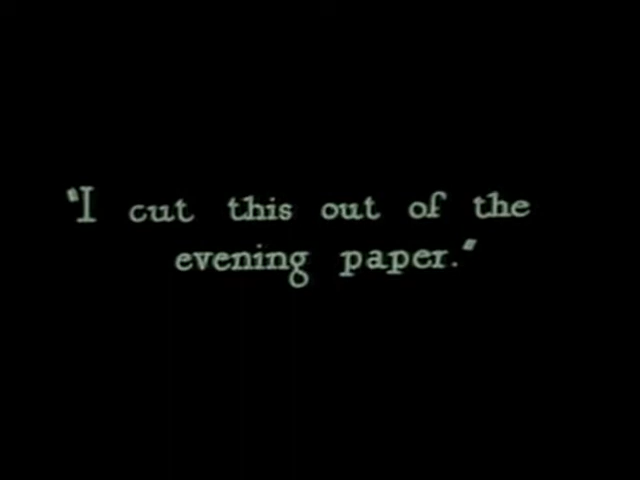 "I cut this out of the
evening paper."